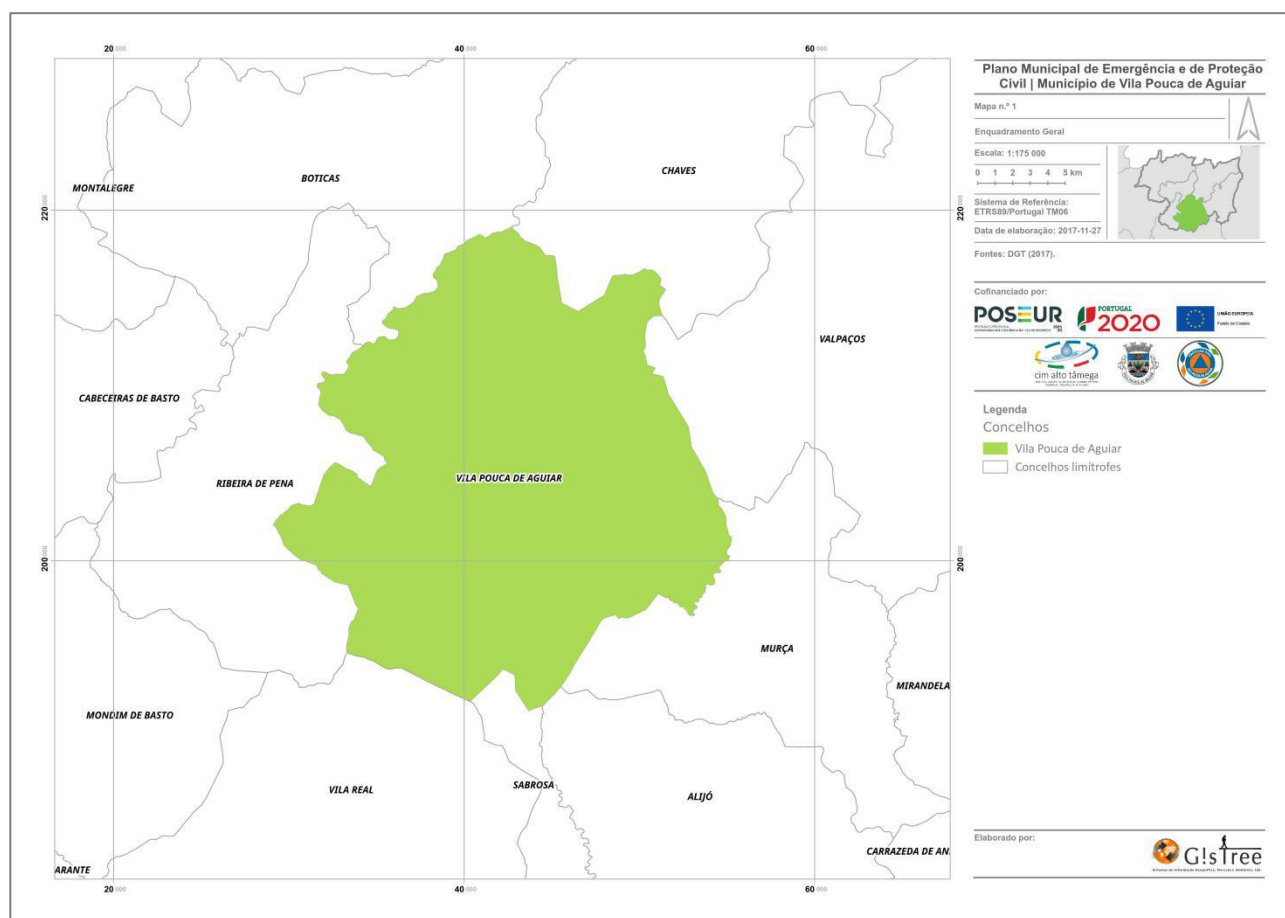 20 000
40 000
60 000
220 000
220 000
200 000
200 000
MONTALEGRE
BOTICAS
CHAVES
VALPAÇOS
CABECEIRAS DE BASTO
RIBEIRA DE PENA
VILA POUCA DE AGUIAR
MURÇA
MIRANDELA
MONDIM DE BASTO
VILA REAL
SABROSA
ALIJÓ
CARRAZEDA DE AN
ARANTE
20 000
40 000
60 000
Plano Municipal de Emergência e de Proteção
Civil | Município de Vila Pouca de Aguiar
Mapa n.º 1
Enquadramento Geral
Escala: 1:175 000
0 1 2 3 4 5 km
Sistema de Referência:
ETRS89/Portugal TM06
Data de elaboração: 2017-11-27
Fontes: DGT (2017).
Cofinanciado por:
POSEUR
PORTUGAL
2020
UNIÃO EUROPEIA
Fundo de Coesão
cim alto tâmega
Legenda
Concelhos
Vila Pouca de Aguiar
Concelhos limítrofes
Elaborado por:
G!sTree